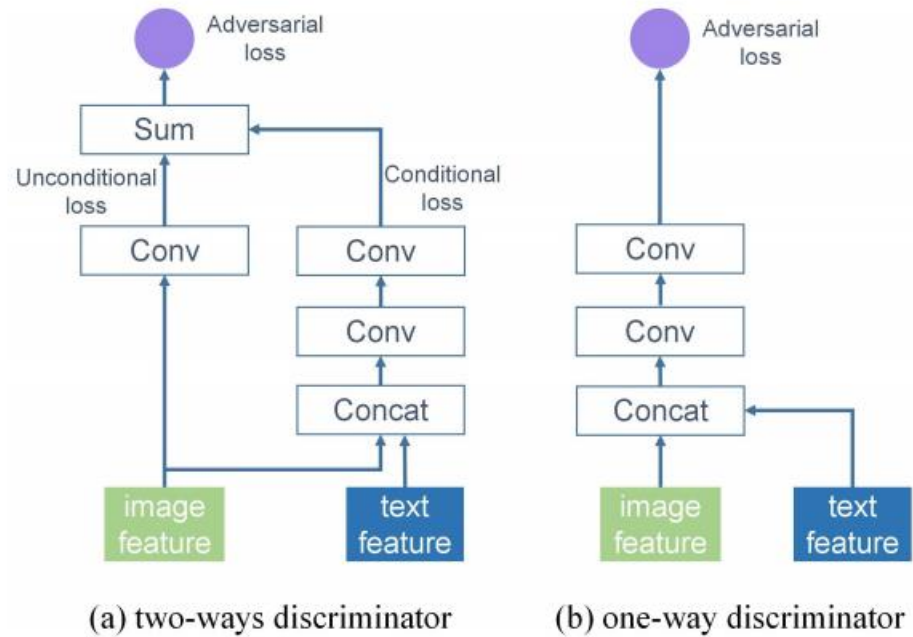 Adversarial
loss
Sum
Unconditional
loss
Conditional
loss
Conv
Conv
Conv
Concat
image
feature
text
feature
(a) two-ways discriminator
Adversarial
loss
Conv
Conv
Concat
image
feature
text
feature
(b) one-way discriminator